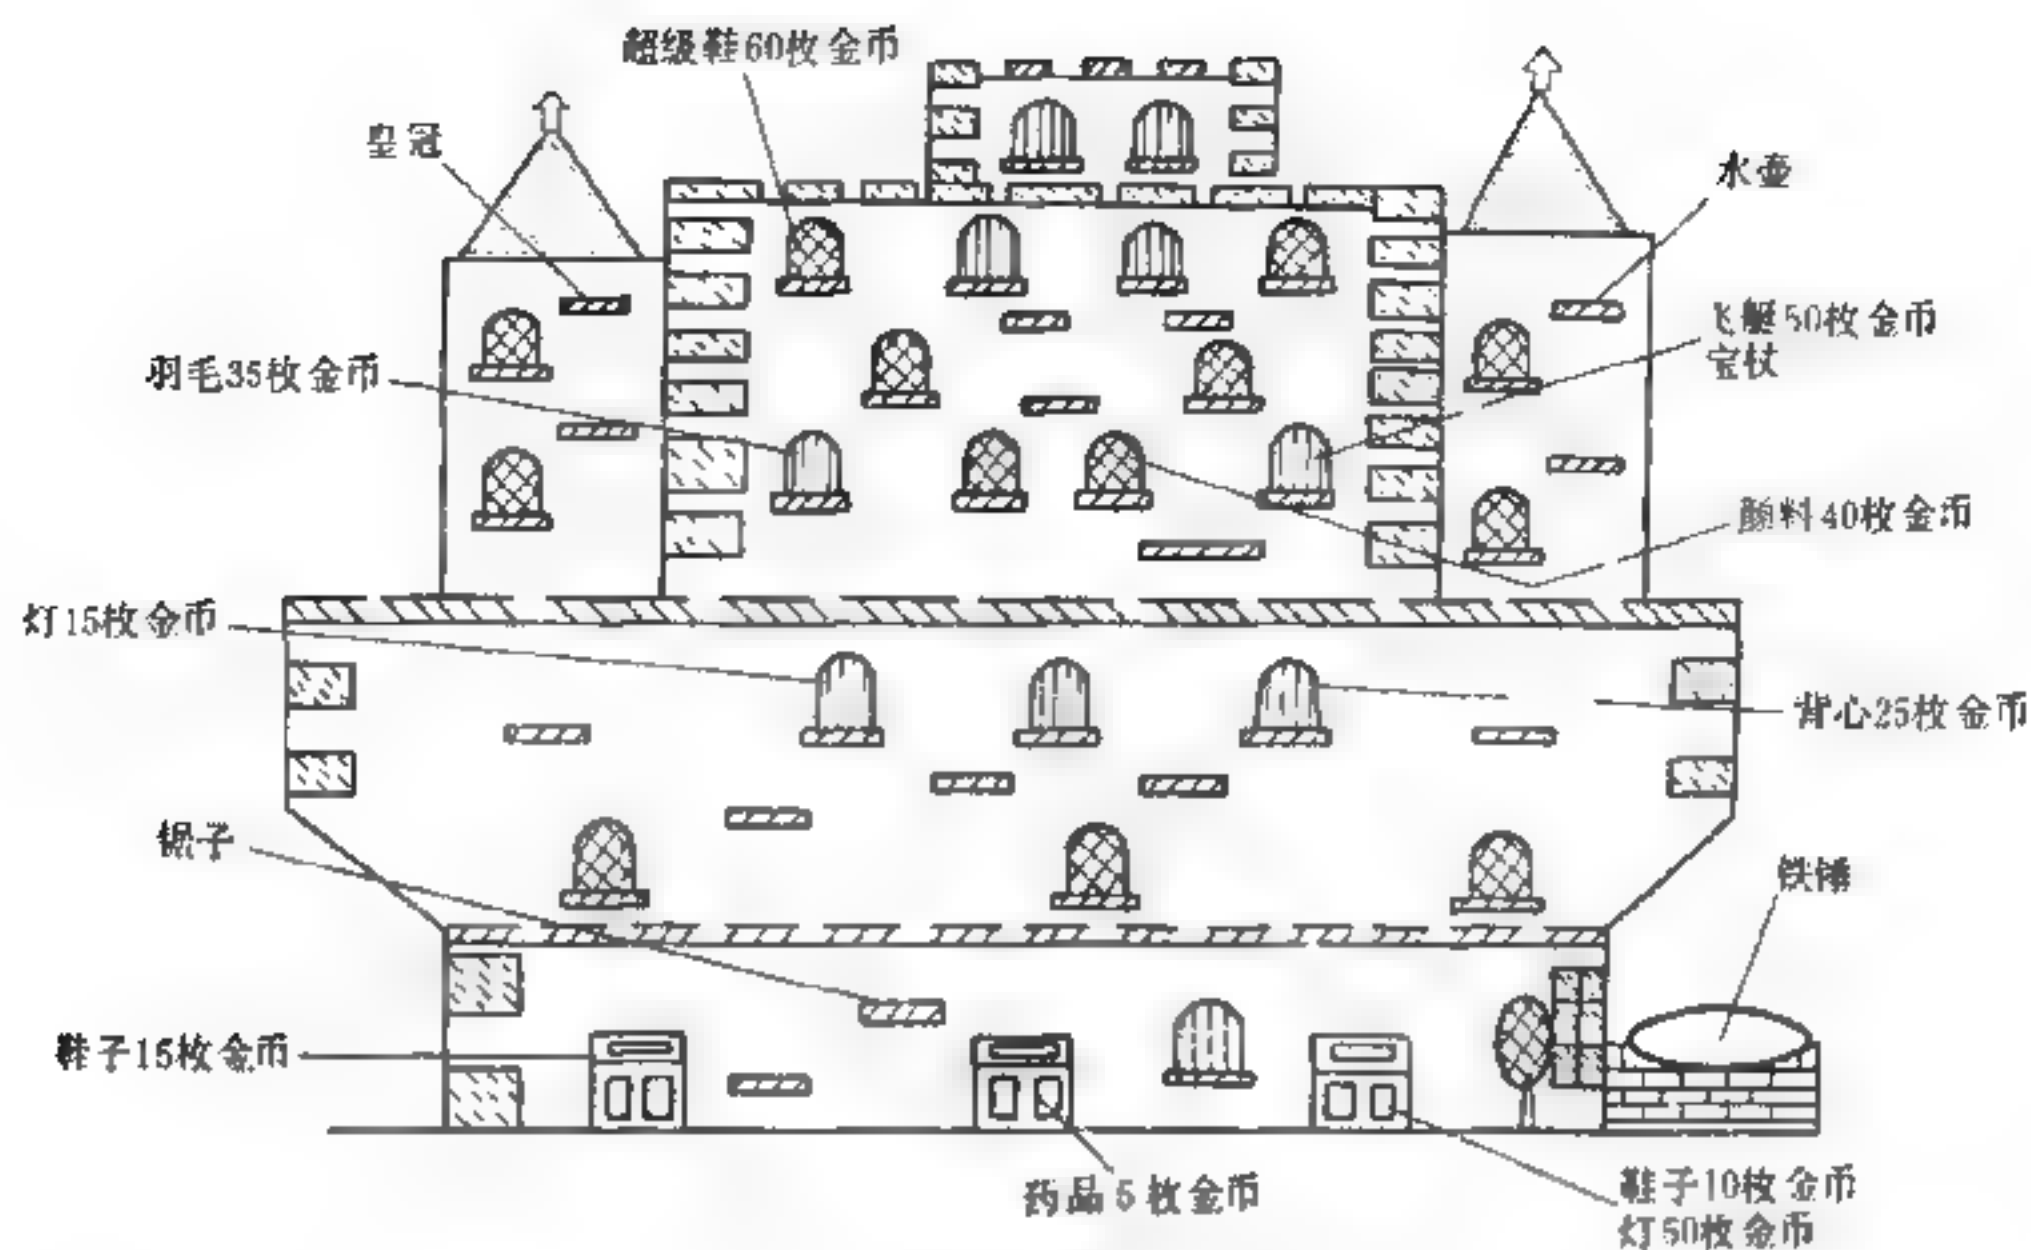 超级鞋60枚金币
皇冠
水壶
飞艇50枚金币
宝杖
羽毛35枚金币
颜料40枚金币
灯15枚金币
背心25枚金币
锯子
铁锤
鞋子15枚金币
药品5枚金币
鞋子10枚金币
灯50枚金币